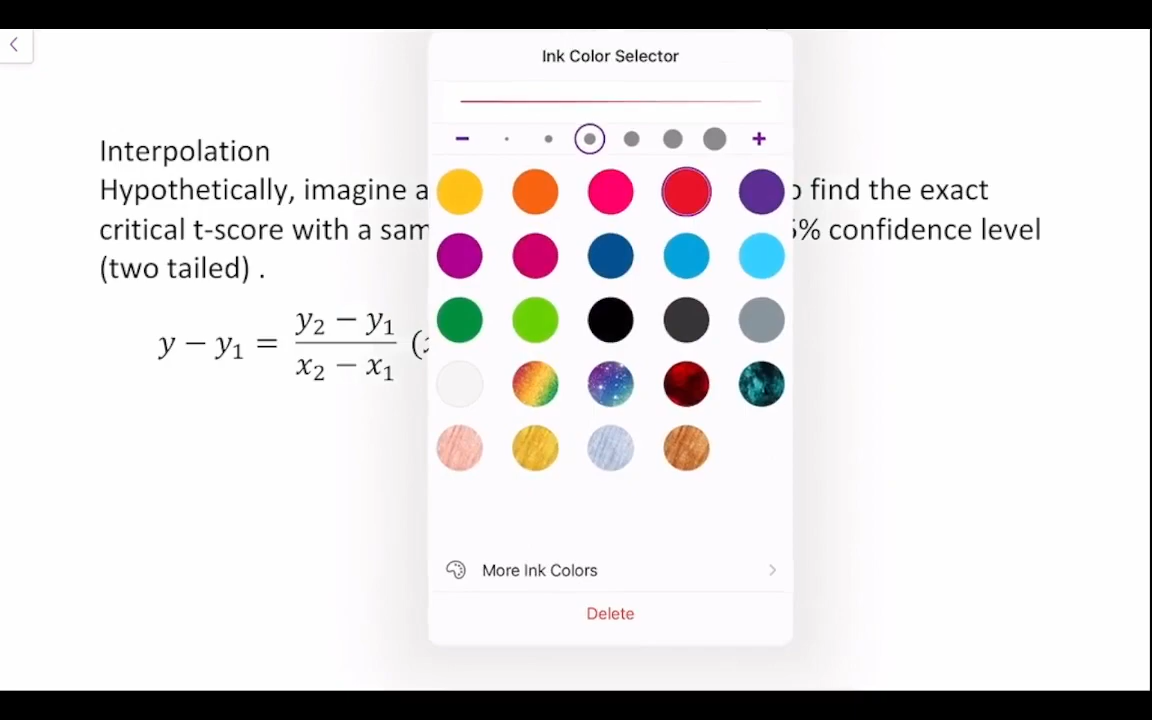 Ink Color Selector
Interpolation
Hypothetically, imagine a find the exact
critical t-score with a sam % confidence level
(two tailed) .
y − y₁ = (y₂ − y₁)/(x₂ − x₁) (
More Ink Colors
Delete